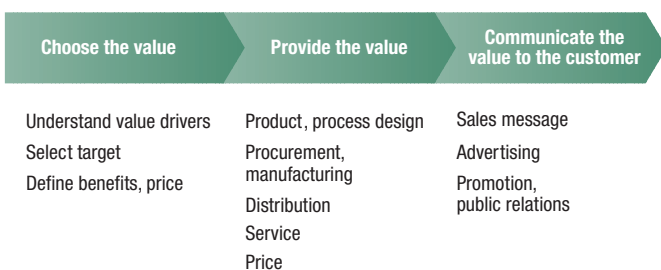 Choose the value
Provide the value
Communicate the
value to the customer
Understand value drivers
Select target
Define benefits, price
Product, process design
Procurement,
manufacturing
Distribution
Service
Price
Sales message
Advertising
Promotion,
public relations